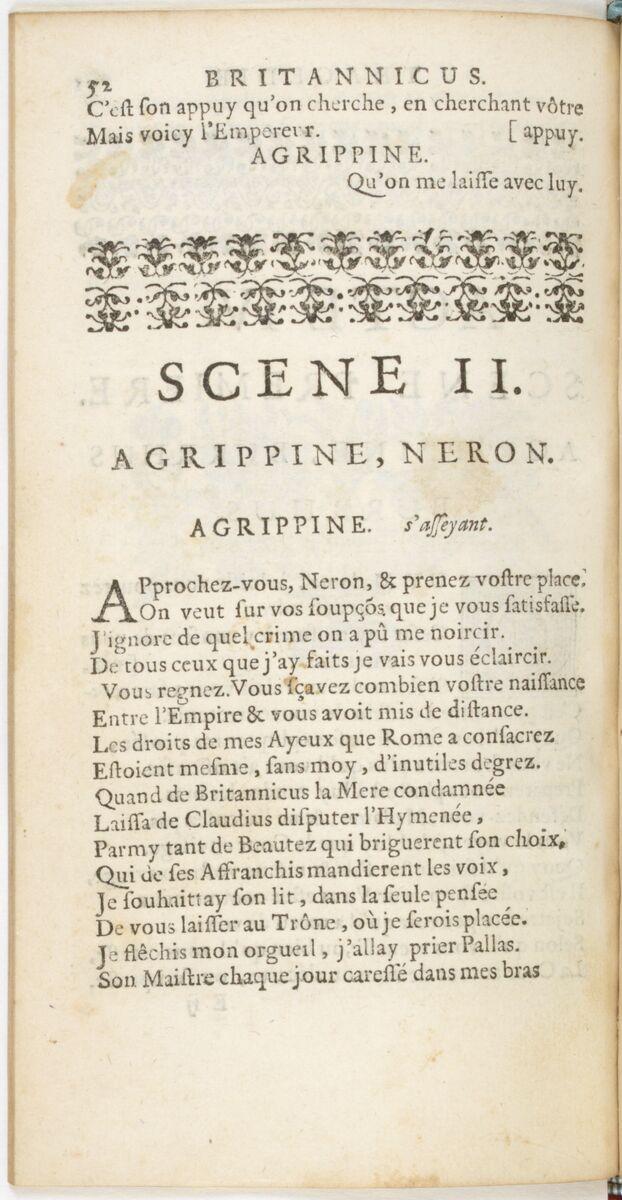 52 BRITANNICUS.
C'eſt ſon appuy qu'on cherche, en cherchant vôtre
Mais voicy l'Empereur. [appuy.
AGRIPPINE.
Qu'on me laiſſe avec luy.
SCENE II.
AGRIPPINE, NERON.
AGRIPPINE. s'aſſeyant.
APprochez-vous, Neron, & prenez voſtre place.
On veut ſur vos ſoupçõs que je vous ſatisfaſſe.
J'ignore de quel crime on a pû me noircir.
De tous ceux que j'ay faits je vais vous éclaircir.
Vous regnez. Vous ſçavez combien voſtre naiſſance
Entre l'Empire & vous avoit mis de diſtance.
Les droits de mes Ayeux que Rome a conſacrez
Eſtoient meſme, ſans moy, d'inutiles degrez.
Quand de Britannicus la Mere condamnée
Laiſſa de Claudius diſputer l'Hymenée,
Parmy tant de Beautez qui briguerent ſon choix,
Qui de ſes Affranchis mandierent les voix,
Je ſouhaittay ſon lit, dans la ſeule penſée
De vous laiſſer au Trône, où je ſerois placée.
Je flêchis mon orgueil, j'allay prier Pallas.
Son Maiſtre chaque jour careſſé dans mes bras